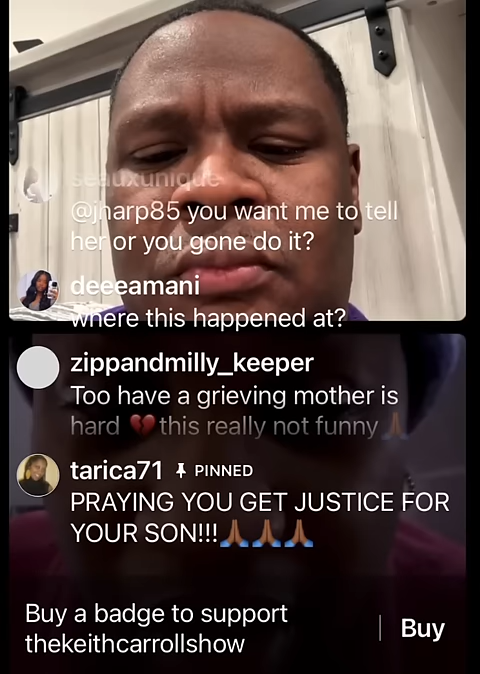 seauxunique
@jnarp85 you want me to tell
her or you gone do it?
deeeamani
where this happened at?
zippandmilly_keeper
Too have a grieving mother is
hard 💔this really not funny🙏🏾
tarica71 📌 PINNED
PRAYING YOU GET JUSTICE FOR
YOUR SON!!!🙏🏾🙏🏾🙏🏾
Buy a badge to support
thekeithcarrollshow
Buy